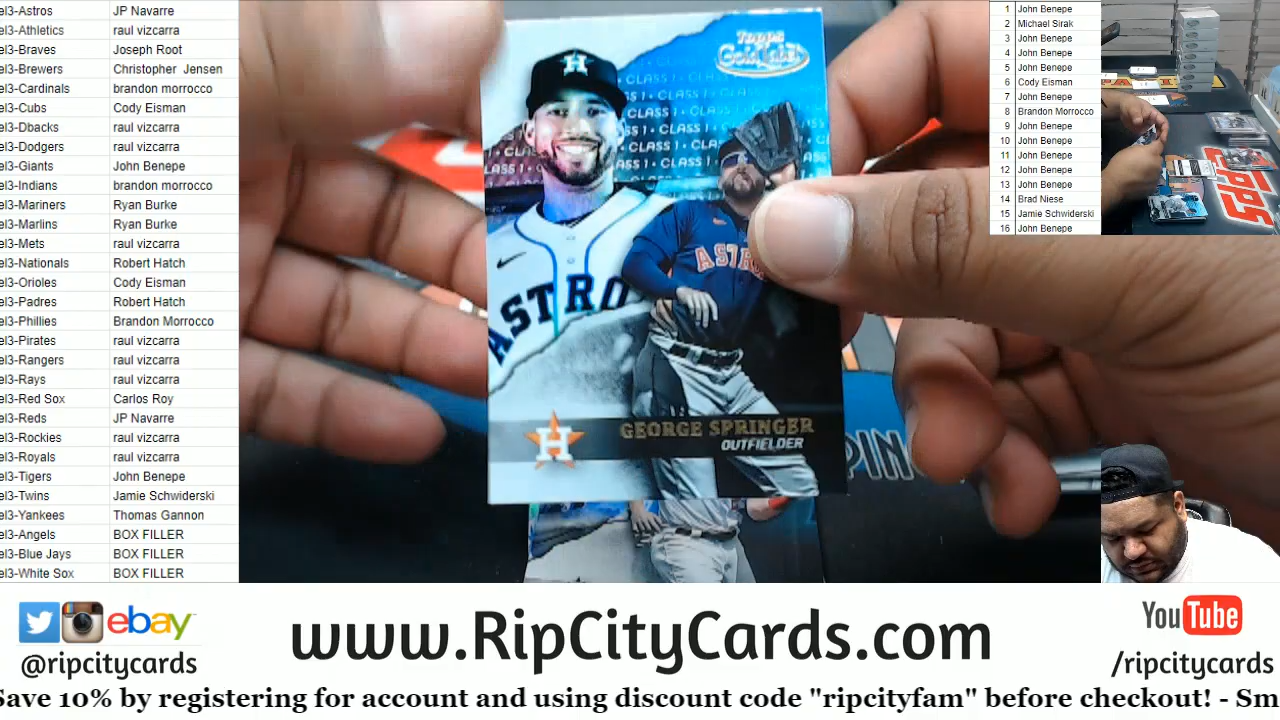 el3-Astros JP Navarre
el3-Athletics raul vizcarra
el3-Braves Joseph Root
el3-Brewers Christopher Jensen
el3-Cardinals brandon morrocco
el3-Cubs Cody Eisman
el3-Dbacks raul vizcarra
el3-Dodgers raul vizcarra
el3-Giants John Benepe
el3-Indians brandon morrocco
el3-Mariners Ryan Burke
el3-Marlins Ryan Burke
el3-Mets raul vizcarra
el3-Nationals Robert Hatch
el3-Orioles Cody Eisman
el3-Padres Robert Hatch
el3-Phillies Brandon Morrocco
el3-Pirates raul vizcarra
el3-Rangers raul vizcarra
el3-Rays raul vizcarra
el3-Red Sox Carlos Roy
el3-Reds JP Navarre
el3-Rockies raul vizcarra
el3-Royals raul vizcarra
el3-Tigers John Benepe
el3-Twins Jamie Schwiderski
el3-Yankees Thomas Gannon
el3-Angels BOX FILLER
el3-Blue Jays BOX FILLER
el3-White Sox BOX FILLER
Topps
Gold Label
CLASS 1 • CLASS 1 • CLASS 1
ASTRO
ASTR
GEORGE SPRINGER
OUTFIELDER
PIN
1 John Benepe
2 Michael Sirak
3 John Benepe
4 John Benepe
5 John Benepe
6 Cody Eisman
7 John Benepe
8 Brandon Morrocco
9 John Benepe
10 John Benepe
11 John Benepe
12 John Benepe
13 John Benepe
14 Brad Niese
15 Jamie Schwiderski
16 John Benepe
ebay
@ripcitycards
www.RipCityCards.com
YouTube
/ripcitycards
Save 10% by registering for account and using discount code "ripcityfam" before checkout! - Sm